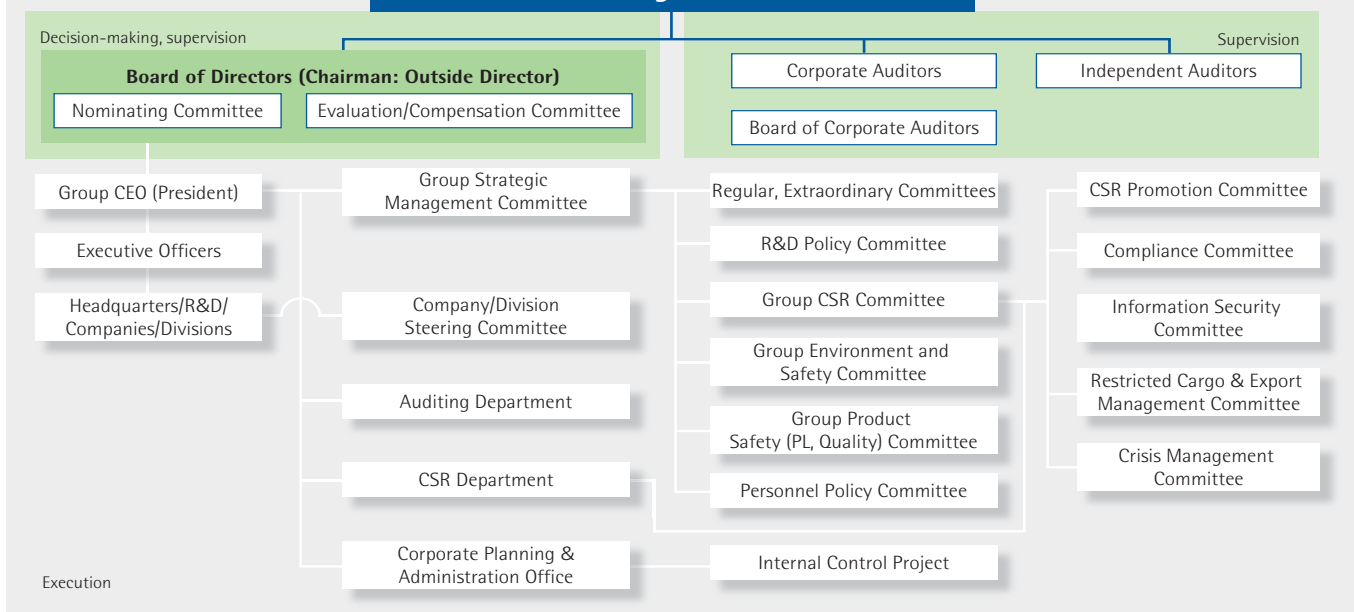 Decision-making, supervision
Supervision
Board of Directors (Chairman: Outside Director)
Nominating Committee
Evaluation/Compensation Committee
Corporate Auditors
Independent Auditors
Board of Corporate Auditors
Group CEO (President)
Executive Officers
Headquarters/R&D/
Companies/Divisions
Group Strategic
Management Committee
Company/Division
Steering Committee
Auditing Department
CSR Department
Corporate Planning &
Administration Office
Regular, Extraordinary Committees
R&D Policy Committee
Group CSR Committee
Group Environment and
Safety Committee
Group Product
Safety (PL, Quality) Committee
Personnel Policy Committee
Internal Control Project
CSR Promotion Committee
Compliance Committee
Information Security
Committee
Restricted Cargo & Export
Management Committee
Crisis Management
Committee
Execution